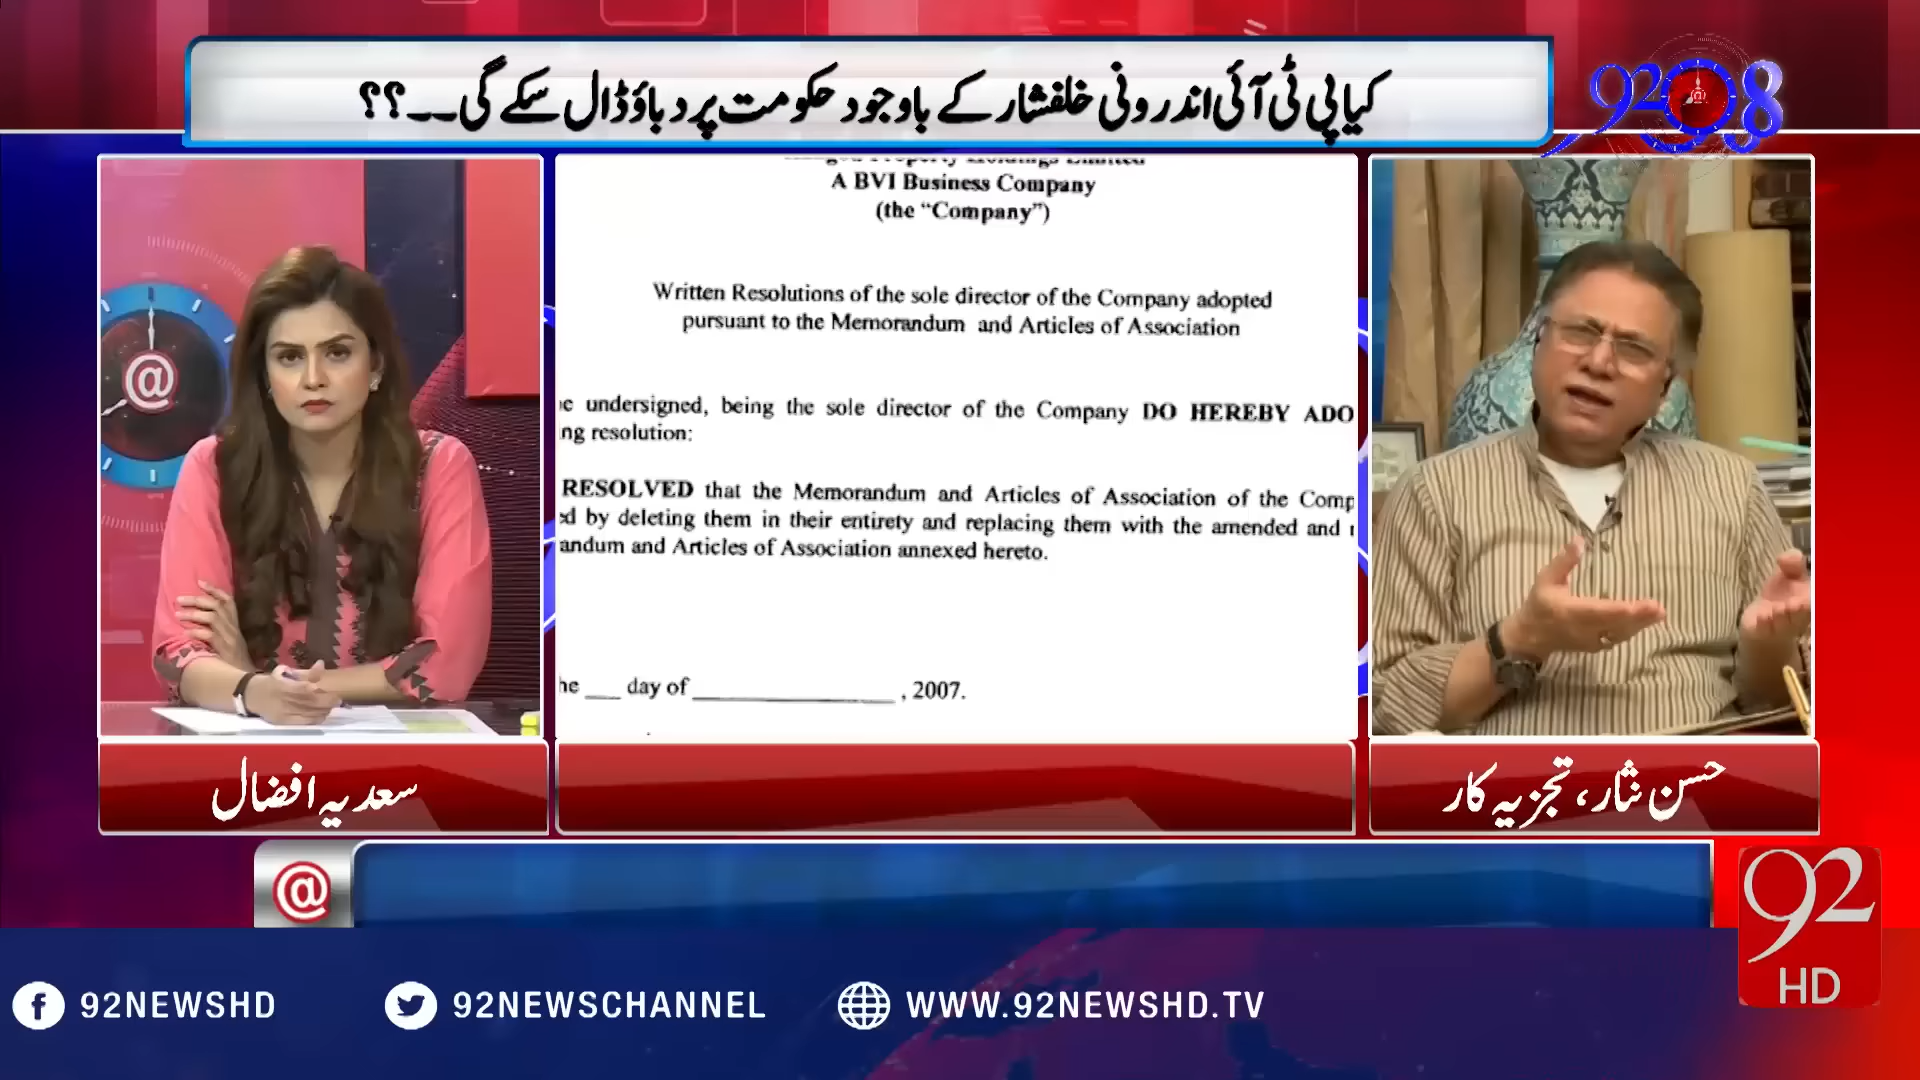 کیا پی ٹی آئی اندرونی خلفشار کے باوجود حکومت پر دباؤ ڈال سکے گی۔۔۔؟؟
92@8
Property Holdings Limited
A BVI Business Company
(the “Company”)
Written Resolutions of the sole director of the Company adopted
pursuant to the Memorandum and Articles of Association
undersigned, being the sole director of the Company DO HEREBY ADO
ng resolution:
RESOLVED that the Memorandum and Articles of Association of the Comp
d by deleting them in their entirety and replacing them with the amended and r
andum and Articles of Association annexed hereto.
he ___ day of ________________, 2007.
@
سعدیہ افضال
حسن نثار، تجزیہ کار
@
92
HD
92NEWSHD
92NEWSCHANNEL
WWW.92NEWSHD.TV